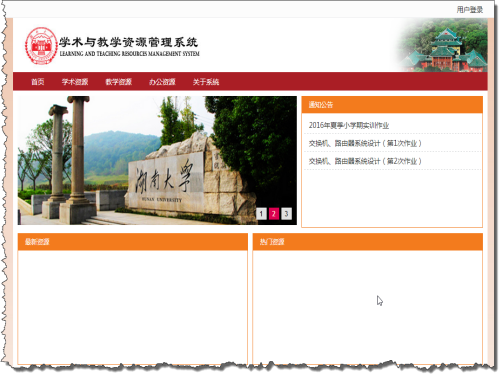 用户登录
学术与教学资源管理系统
LEARNING AND TEACHING RESOURCES MANAGEMENT SYSTEM
首页 学术资源 教学资源 办公资源 关于系统
湖南大学
HUNAN UNIVERSITY
1 2 3
通知公告
2016年夏季小学期实训作业
交换机、路由器系统设计（第1次作业）
交换机、路由器系统设计（第2次作业）
最新资源
热门资源